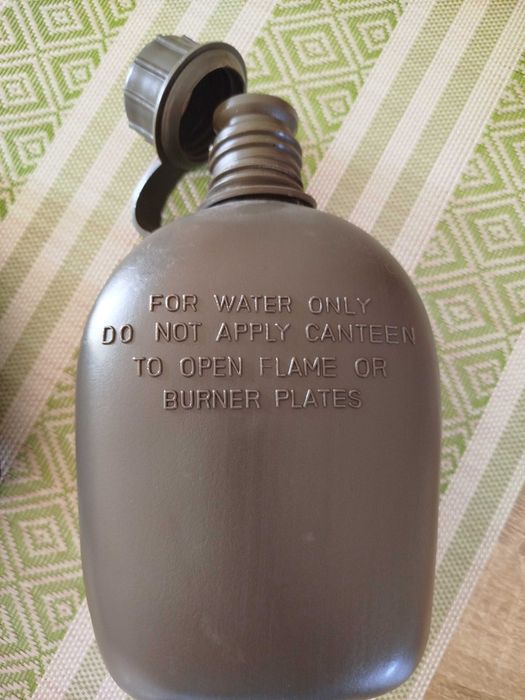 FOR WATER ONLY
DO NOT APPLY CANTEEN
TO OPEN FLAME OR
BURNER PLATES